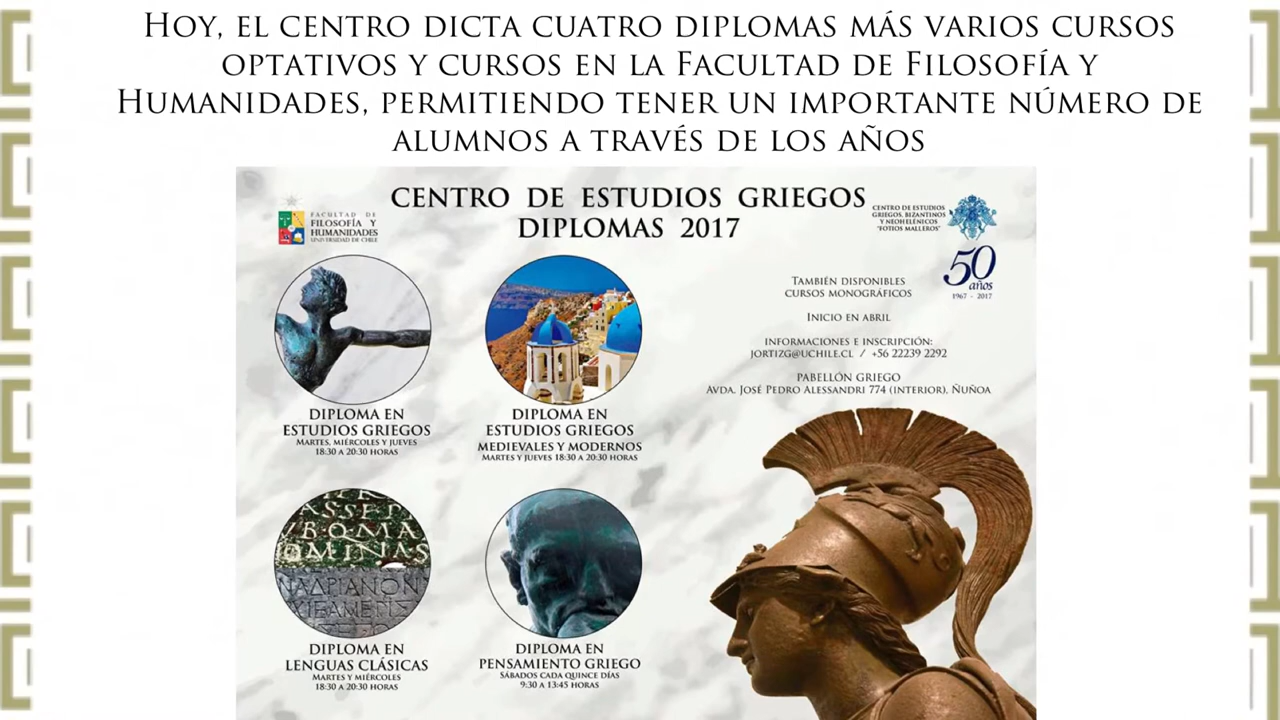 Hoy, el centro dicta cuatro diplomas más varios cursos
optativos y cursos en la Facultad de Filosofía y
Humanidades, permitiendo tener un importante número de
alumnos a través de los años
CENTRO DE ESTUDIOS GRIEGOS
DIPLOMAS 2017
FACULTAD DE
FILOSOFÍA Y
HUMANIDADES
UNIVERSIDAD DE CHILE
CENTRO DE ESTUDIOS
GRIEGOS, BIZANTINOS
Y NEOHELÉNICOS
"FOTIOS MALLEROS"
50
años
1967 - 2017
También disponibles
cursos monográficos
Inicio en abril
informaciones e inscripción:
jortizg@uchile.cl / +56 22239 2292
Pabellón Griego
Avda. José Pedro Alessandri 774 (interior), Ñuñoa
DIPLOMA EN
ESTUDIOS GRIEGOS
Martes, miércoles y jueves
18:30 a 20:30 horas
DIPLOMA EN
ESTUDIOS GRIEGOS
MEDIEVALES Y MODERNOS
Martes y jueves 18:30 a 20:30 horas
ASSED
ROMA
OMINAS
ΝΑΔΡΙΑΝΟΝ
DIPLOMA EN
LENGUAS CLÁSICAS
Martes y miércoles
18:30 a 20:30 horas
DIPLOMA EN
PENSAMIENTO GRIEGO
Sábados cada quince días
9:30 a 13:45 horas